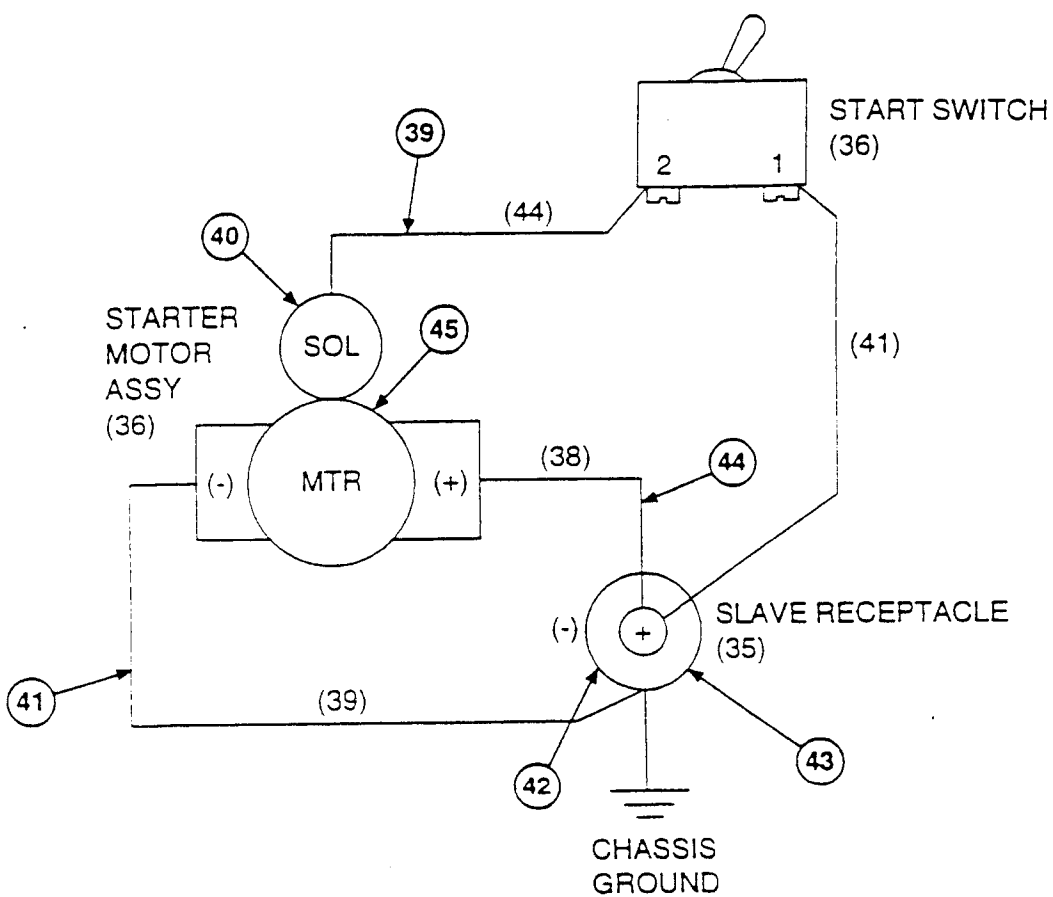 START SWITCH
(36)
2
1
39
(44)
40
STARTER
MOTOR
ASSY
(36)
SOL
45
(41)
(-)
MTR
(+)
(38)
44
(-)
+
SLAVE RECEPTACLE
(35)
41
(39)
42
43
CHASSIS
GROUND